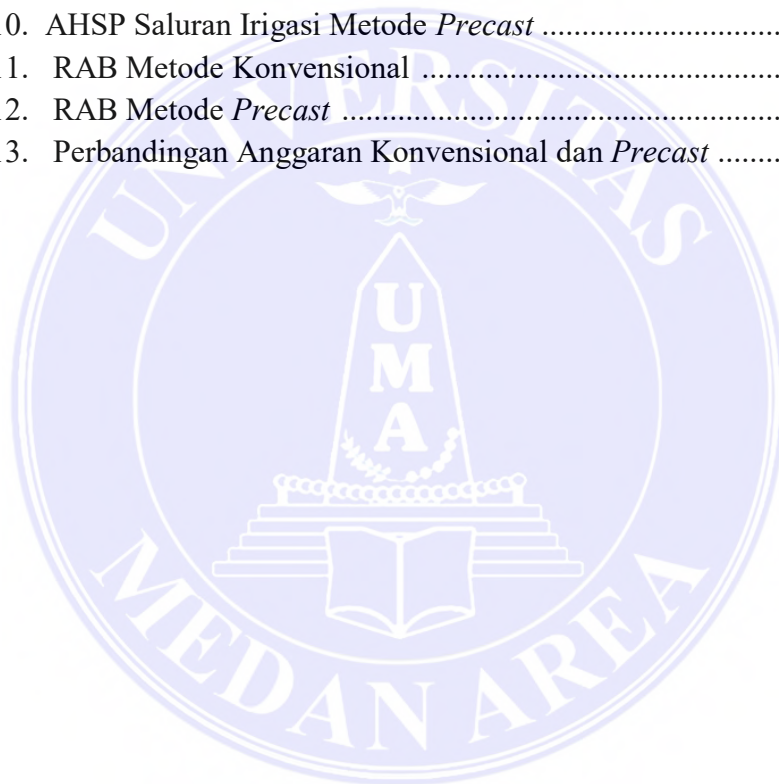 0. AHSP Saluran Irigasi Metode Precast ..............................
1. RAB Metode Konvensional ..............................................
2. RAB Metode Precast ........................................................
3. Perbandingan Anggaran Konvensional dan Precast ........
UNIVERSITAS
UMA
MEDAN AREA